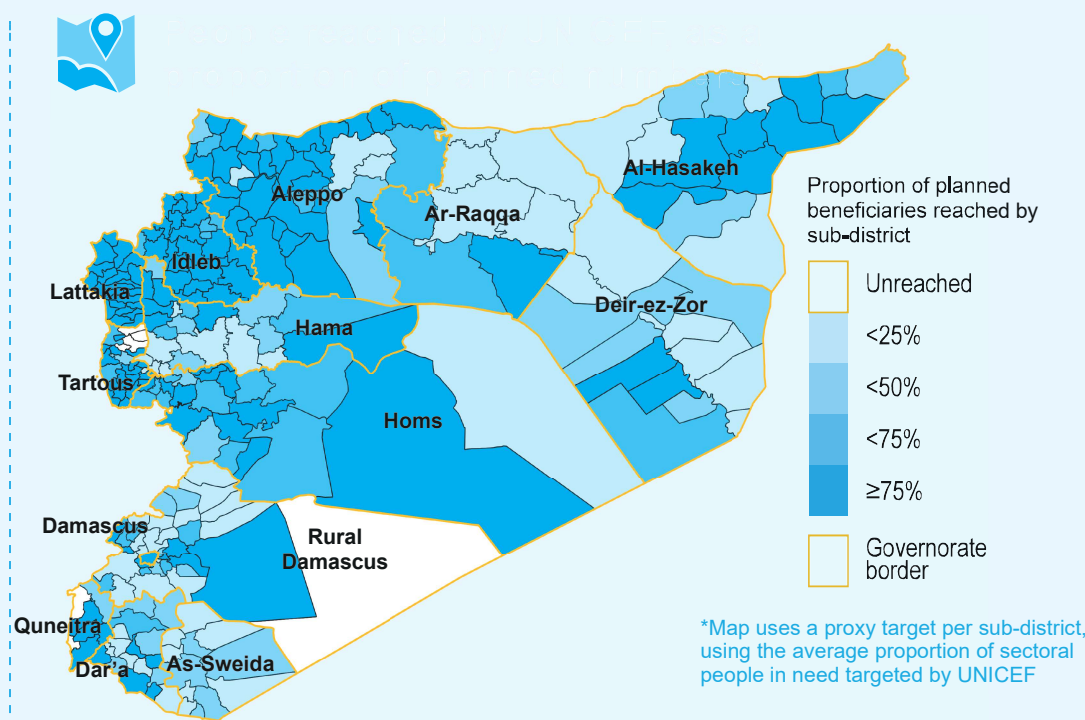 Aleppo
Al-Hasakeh
Ar-Raqqa
Idleb
Lattakia
Deir-ez-Zor
Hama
Tartous
Homs
Damascus
Rural
Damascus
Quneitra
Dar'a
As-Sweida
Proportion of planned
beneficiaries reached by
sub-district
Unreached
<25%
<50%
<75%
≥75%
Governorate
border
*Map uses a proxy target per sub-district,
using the average proportion of sectoral
people in need targeted by UNICEF